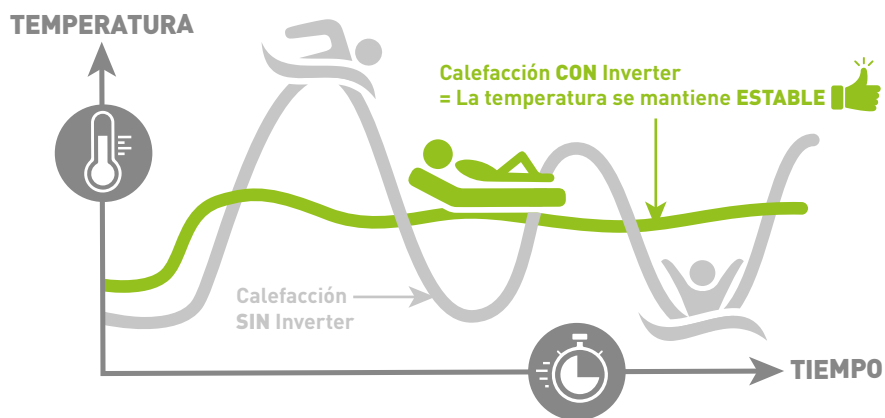 TEMPERATURA
Calefacción CON Inverter
= La temperatura se mantiene ESTABLE
Calefacción
SIN Inverter
TIEMPO